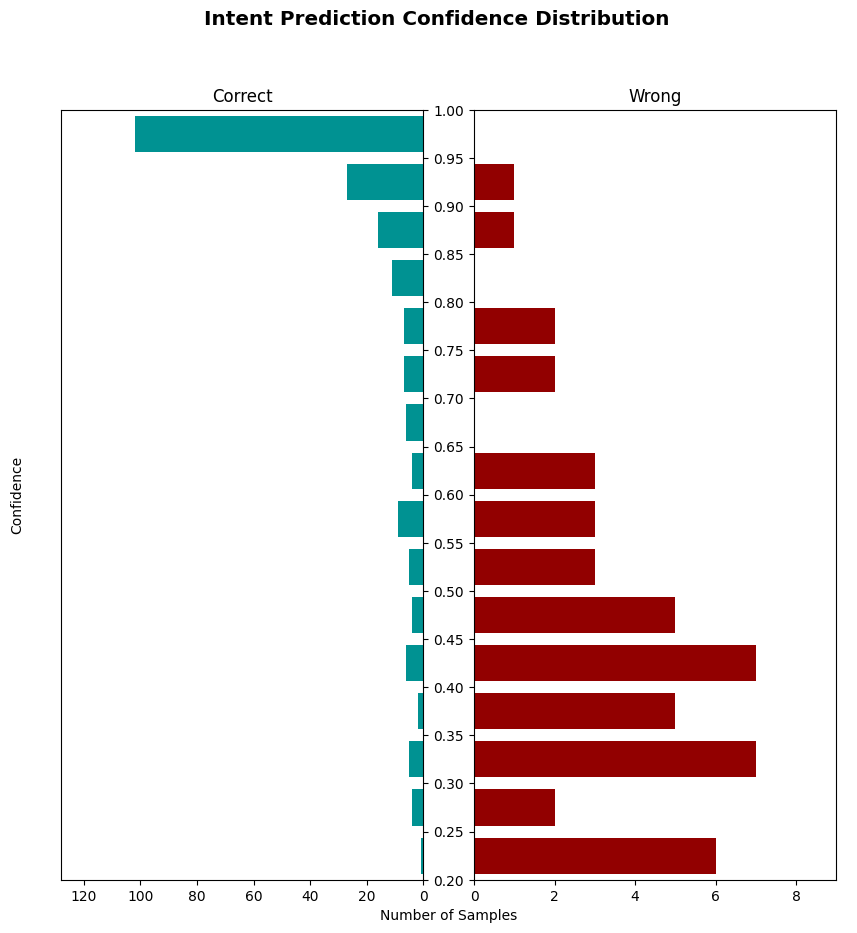 Intent Prediction Confidence Distribution
Correct
Wrong
1.00
0.95
0.90
0.85
0.80
0.75
0.70
0.65
0.60
0.55
0.50
0.45
0.40
0.35
0.30
0.25
0.20
Confidence
120 100 80 60 40 20 0
0 2 4 6 8
Number of Samples